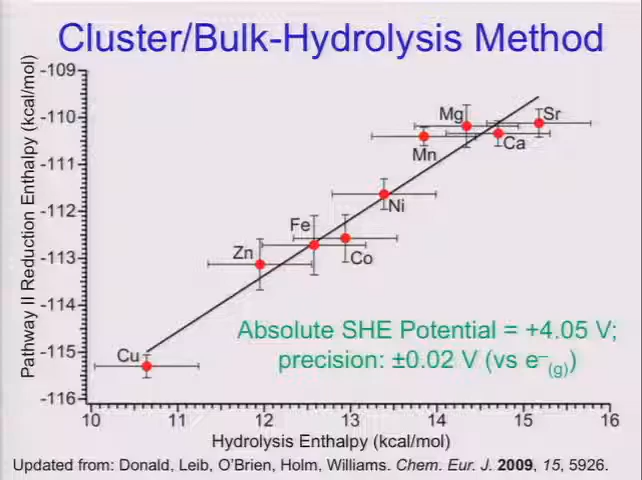 Cluster/Bulk-Hydrolysis Method
Pathway II Reduction Enthalpy (kcal/mol)
-109
-110
-111
-112
-113
-114
-115
-116
Mg
Sr
Mn
Ca
Ni
Fe
Zn
Co
Cu
Absolute SHE Potential = +4.05 V;
precision: ±0.02 V (vs e–(g))
10
11
12
13
14
15
16
Hydrolysis Enthalpy (kcal/mol)
Updated from: Donald, Leib, O'Brien, Holm, Williams. Chem. Eur. J. 2009, 15, 5926.